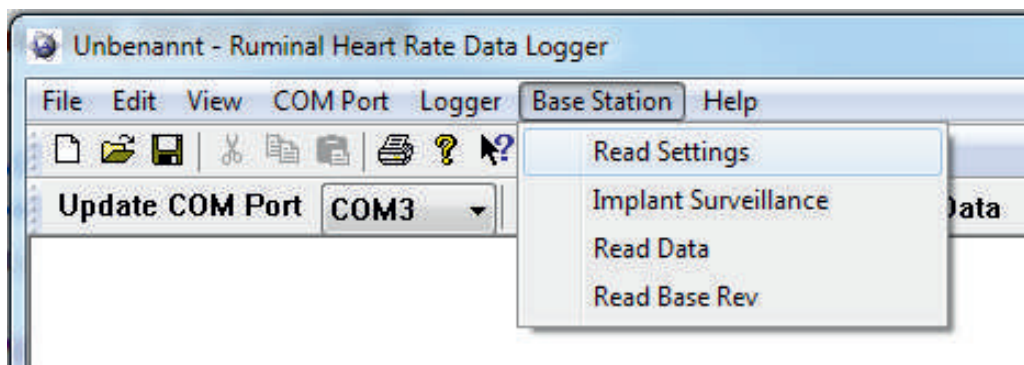 Unbenannt - Ruminal Heart Rate Data Logger
File Edit View COM Port Logger Base Station Help
Read Settings
Update COM Port COM3
Implant Surveillance
Read Data
Read Base Rev